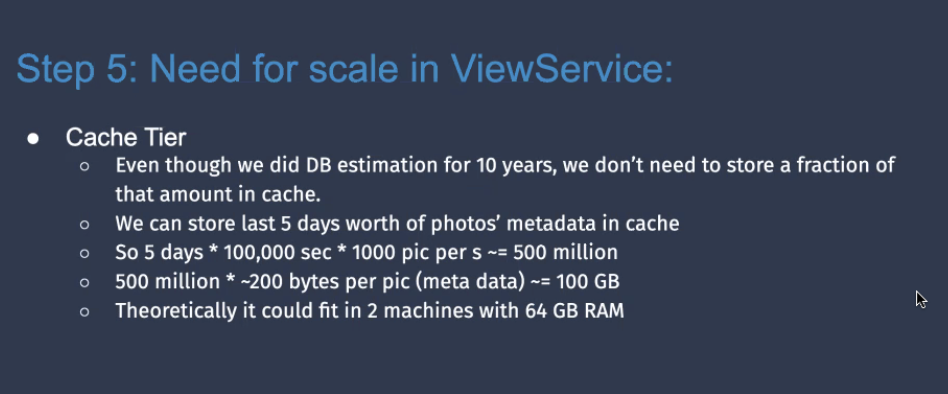 Step 5: Need for scale in ViewService:
● Cache Tier
○ Even though we did DB estimation for 10 years, we don’t need to store a fraction of
that amount in cache.
○ We can store last 5 days worth of photos’ metadata in cache
○ So 5 days * 100,000 sec * 1000 pic per s ~= 500 million
○ 500 million * ~200 bytes per pic (meta data) ~= 100 GB
○ Theoretically it could fit in 2 machines with 64 GB RAM